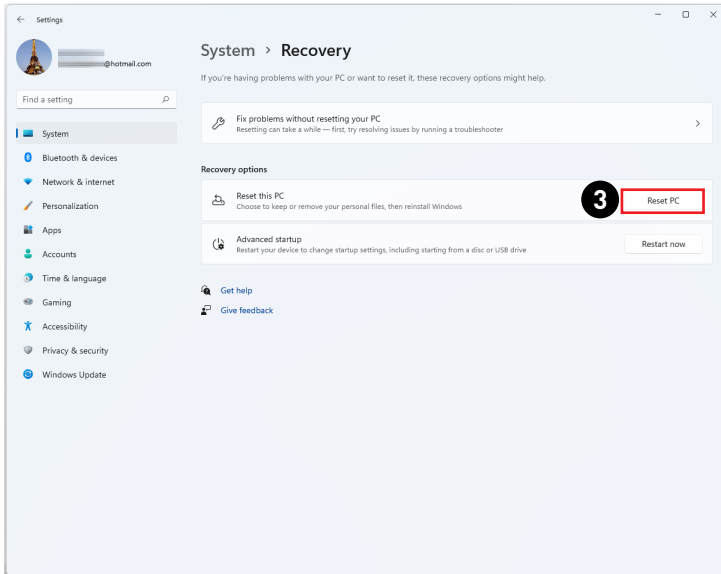 Settings
@hotmail.com
Find a setting
System
Bluetooth & devices
Network & internet
Personalization
Apps
Accounts
Time & language
Gaming
Accessibility
Privacy & security
Windows Update
System > Recovery
If you're having problems with your PC or want to reset it, these recovery options might help.
Fix problems without resetting your PC
Resetting can take a while — first, try resolving issues by running a troubleshooter
Recovery options
Reset this PC
Choose to keep or remove your personal files, then reinstall Windows
3
Reset PC
Advanced startup
Restart your device to change startup settings, including starting from a disc or USB drive
Restart now
Get help
Give feedback